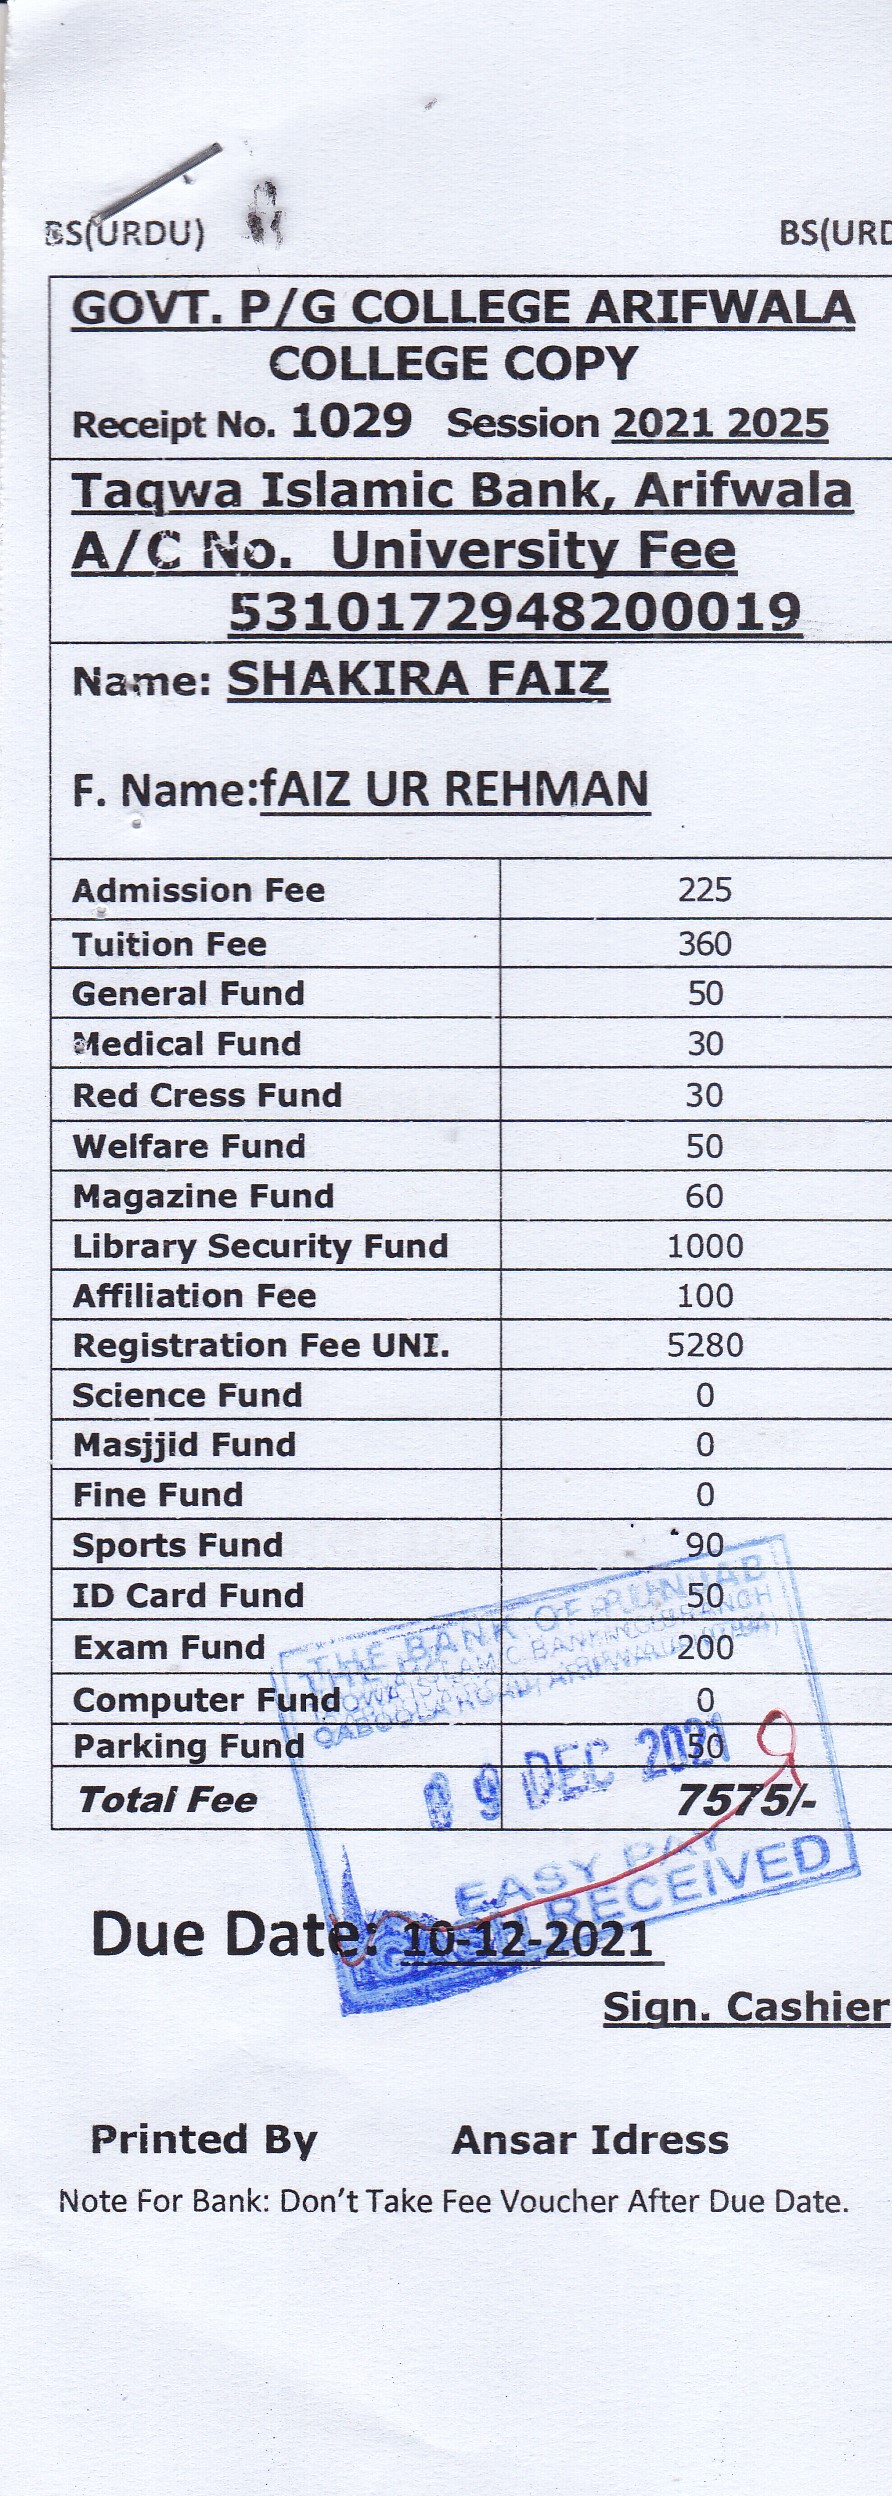 BS(URDU) BS(URD
GOVT. P/G COLLEGE ARIFWALA
COLLEGE COPY
Receipt No. 1029 Session 2021 2025
Taqwa Islamic Bank, Arifwala
A/C No. University Fee
5310172948200019
Name: SHAKIRA FAIZ
F. Name:fAIZ UR REHMAN
Admission Fee 225
Tuition Fee 360
General Fund 50
Medical Fund 30
Red Cress Fund 30
Welfare Fund 50
Magazine Fund 60
Library Security Fund 1000
Affiliation Fee 100
Registration Fee UNI. 5280
Science Fund 0
Masjjid Fund 0
Fine Fund 0
Sports Fund 90
ID Card Fund 50
Exam Fund 200
Computer Fund 0
Parking Fund 50
Total Fee 7575/-
THE BANK OF PUNJAB
TAQWA ISLAMIC BANKING BRANCH
QABOOLA ROAD, ARIFWALA
09 DEC 2021
EASY PAY
RECEIVED
Due Date: 10-12-2021
Sign. Cashier
Printed By Ansar Idress
Note For Bank: Don't Take Fee Voucher After Due Date.